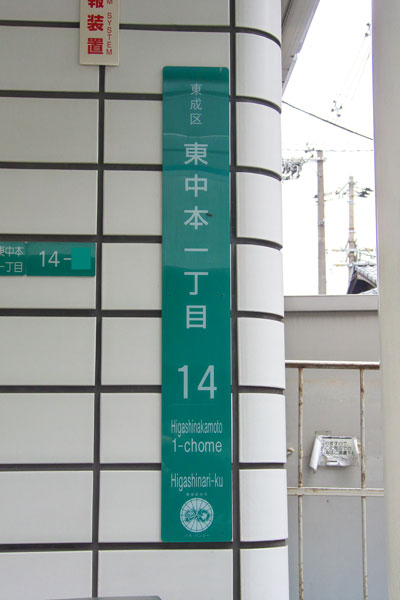 報装置
M SYSTEM
東成区
東中本一丁目
14
Higashinakamoto
1-chome
Higashinari-ku
東中本
一丁目
14-